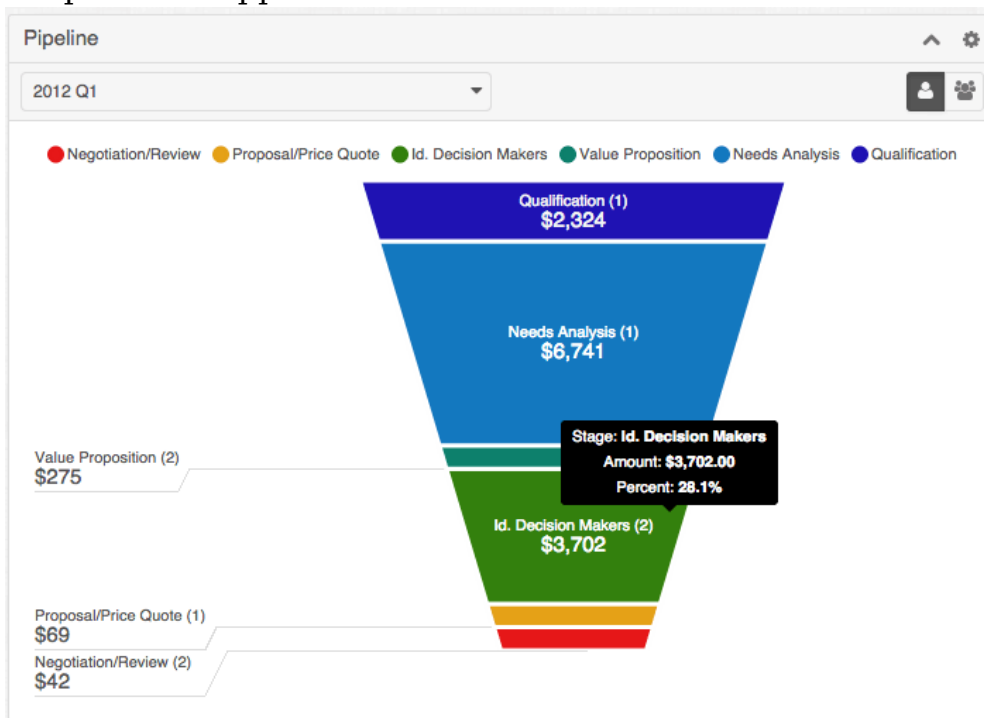 Pipeline
2012 Q1
Negotiation/Review Proposal/Price Quote Id. Decision Makers Value Proposition Needs Analysis Qualification
Qualification (1)
$2,324
Needs Analysis (1)
$6,741
Stage: Id. Decision Makers
Amount: $3,702.00
Percent: 28.1%
Value Proposition (2)
$275
Id. Decision Makers (2)
$3,702
Proposal/Price Quote (1)
$69
Negotiation/Review (2)
$42